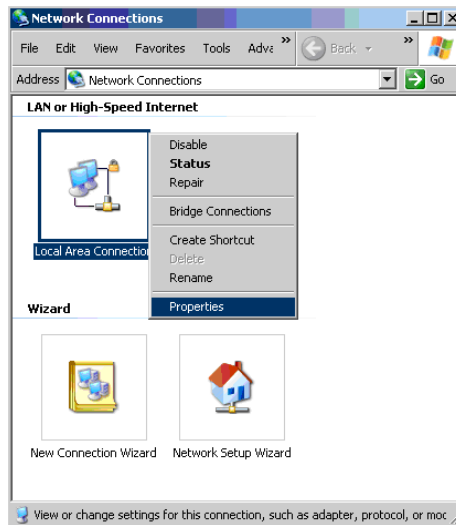 Network Connections
File Edit View Favorites Tools Adva » Back »
Address Network Connections Go
LAN or High-Speed Internet
Disable
Status
Repair
Bridge Connections
Create Shortcut
Delete
Rename
Properties
Local Area Connection
Wizard
New Connection Wizard Network Setup Wizard
View or change settings for this connection, such as adapter, protocol, or moc